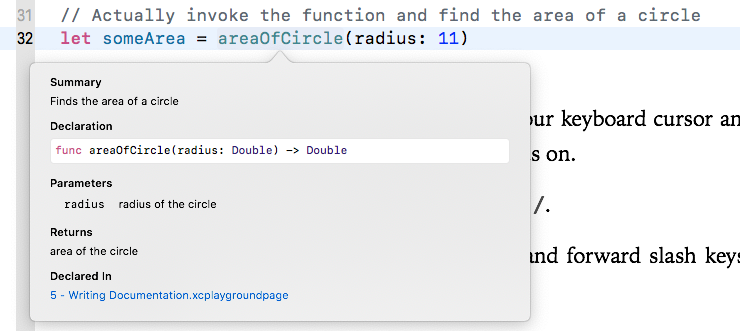 31 // Actually invoke the function and find the area of a circle
32 let someArea = areaOfCircle(radius: 11)
Summary
Finds the area of a circle
Declaration
func areaOfCircle(radius: Double) -> Double
Parameters
radius radius of the circle
Returns
area of the circle
Declared In
5 - Writing Documentation.xcplaygroundpage
keyboard cursor
s on.
/.
and forward slash keys